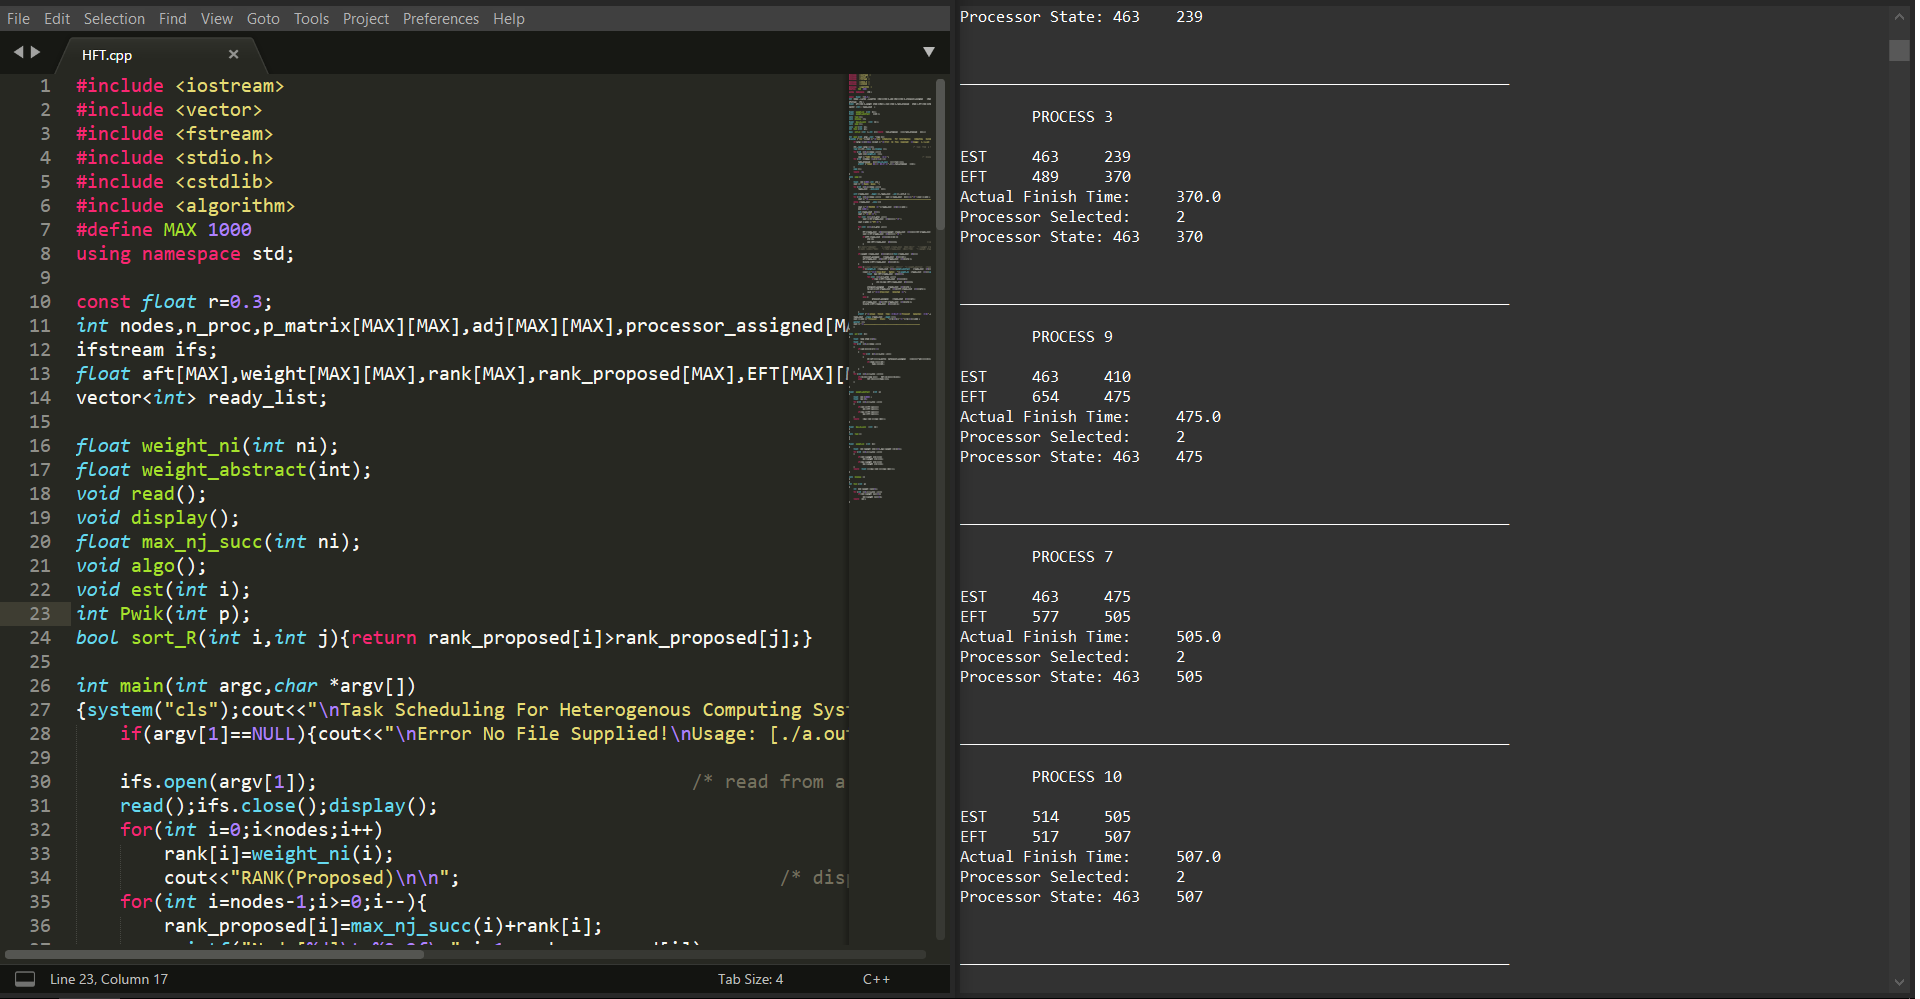 File Edit Selection Find View Goto Tools Project Preferences Help
HFT.cpp
1 #include <iostream>
2 #include <vector>
3 #include <fstream>
4 #include <stdio.h>
5 #include <cstdlib>
6 #include <algorithm>
7 #define MAX 1000
8 using namespace std;
9
10 const float r=0.3;
11 int nodes,n_proc,p_matrix[MAX][MAX],adj[MAX][MAX],processor_assigned[MA
12 ifstream ifs;
13 float aft[MAX],weight[MAX][MAX],rank[MAX],rank_proposed[MAX],EFT[MAX][
14 vector<int> ready_list;
15
16 float weight_ni(int ni);
17 float weight_abstract(int);
18 void read();
19 void display();
20 float max_nj_succ(int ni);
21 void algo();
22 void est(int i);
23 int Pwik(int p);
24 bool sort_R(int i,int j){return rank_proposed[i]>rank_proposed[j];}
25
26 int main(int argc,char *argv[])
27 {system("cls");cout<<"\nTask Scheduling For Heterogenous Computing Sys
28 if(argv[1]==NULL){cout<<"\nError No File Supplied!\nUsage: [./a.ou
29
30 ifs.open(argv[1]); /* read from a
31 read();ifs.close();display();
32 for(int i=0;i<nodes;i++)
33 rank[i]=weight_ni(i);
34 cout<<"RANK(Proposed)\n\n"; /* dis
35 for(int i=nodes-1;i>=0;i--){
36 rank_proposed[i]=max_nj_succ(i)+rank[i];
Line 23, Column 17 Tab Size: 4 C++
Processor State: 463 239
PROCESS 3
EST 463 239
EFT 489 370
Actual Finish Time: 370.0
Processor Selected: 2
Processor State: 463 370
PROCESS 9
EST 463 410
EFT 654 475
Actual Finish Time: 475.0
Processor Selected: 2
Processor State: 463 475
PROCESS 7
EST 463 475
EFT 577 505
Actual Finish Time: 505.0
Processor Selected: 2
Processor State: 463 505
PROCESS 10
EST 514 505
EFT 517 507
Actual Finish Time: 507.0
Processor Selected: 2
Processor State: 463 507